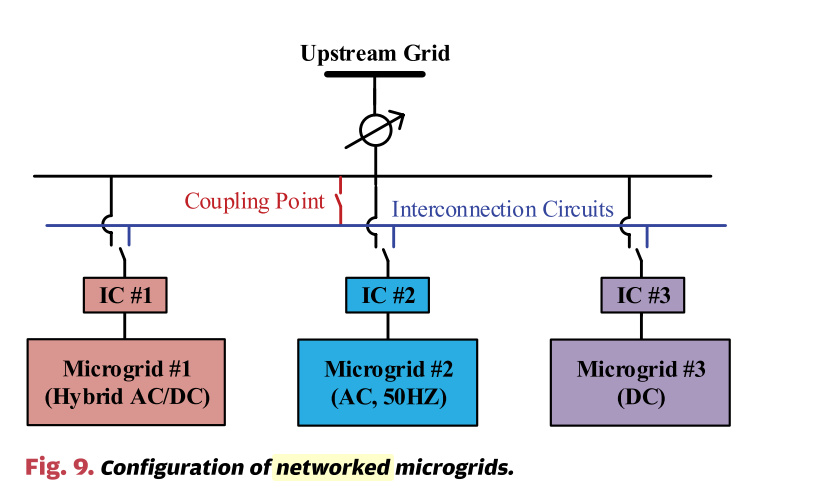 Upstream Grid
Coupling Point
Interconnection Circuits
IC #1
IC #2
IC #3
Microgrid #1
(Hybrid AC/DC)
Microgrid #2
(AC, 50HZ)
Microgrid #3
(DC)
Fig. 9. Configuration of networked microgrids.